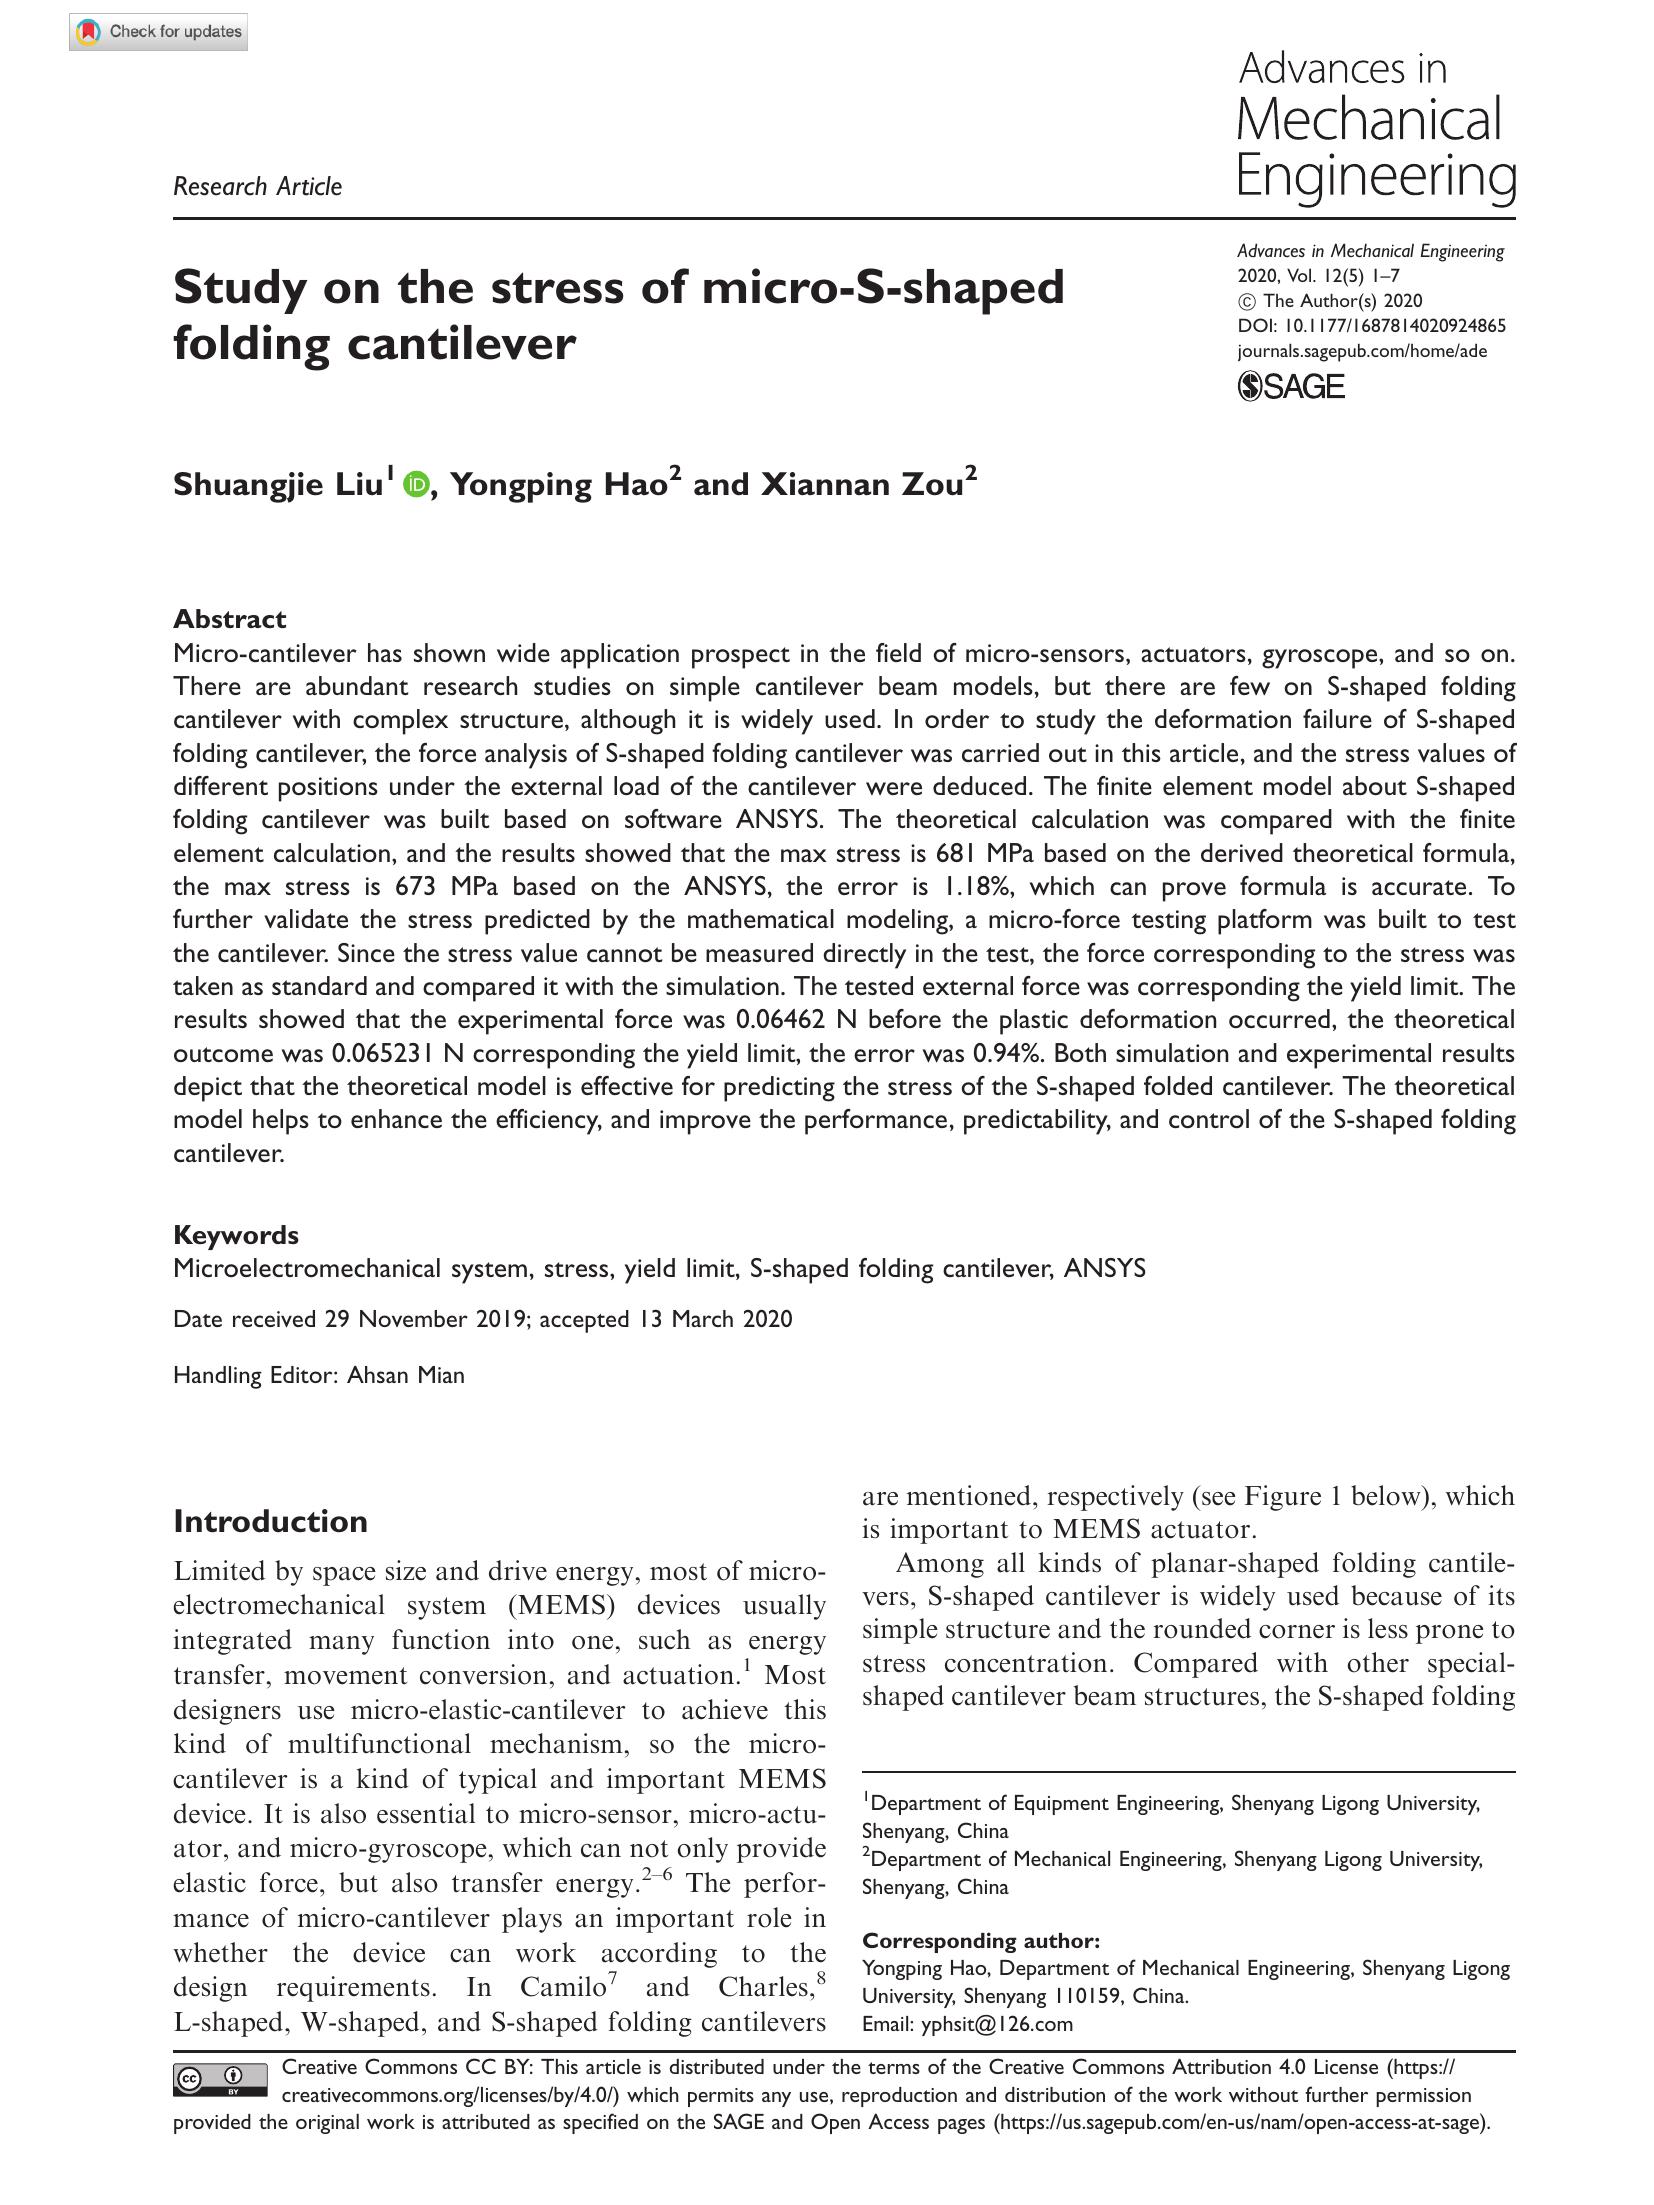 Check for updates
Advances in
Mechanical
Engineering
Research Article
Study on the stress of micro-S-shaped
folding cantilever
Advances in Mechanical Engineering
2020, Vol. 12(5) 1–7
© The Author(s) 2020
DOI: 10.1177/1687814020924865
journals.sagepub.com/home/ade
SAGE
Shuangjie Liu1 iD, Yongping Hao2 and Xiannan Zou2
Abstract
Micro-cantilever has shown wide application prospect in the field of micro-sensors, actuators, gyroscope, and so on.
There are abundant research studies on simple cantilever beam models, but there are few on S-shaped folding
cantilever with complex structure, although it is widely used. In order to study the deformation failure of S-shaped
folding cantilever, the force analysis of S-shaped folding cantilever was carried out in this article, and the stress values of
different positions under the external load of the cantilever were deduced. The finite element model about S-shaped
folding cantilever was built based on software ANSYS. The theoretical calculation was compared with the finite
element calculation, and the results showed that the max stress is 681 MPa based on the derived theoretical formula,
the max stress is 673 MPa based on the ANSYS, the error is 1.18%, which can prove formula is accurate. To
further validate the stress predicted by the mathematical modeling, a micro-force testing platform was built to test
the cantilever. Since the stress value cannot be measured directly in the test, the force corresponding to the stress was
taken as standard and compared it with the simulation. The tested external force was corresponding the yield limit. The
results showed that the experimental force was 0.06462 N before the plastic deformation occurred, the theoretical
outcome was 0.065231 N corresponding the yield limit, the error was 0.94%. Both simulation and experimental results
depict that the theoretical model is effective for predicting the stress of the S-shaped folded cantilever. The theoretical
model helps to enhance the efficiency, and improve the performance, predictability, and control of the S-shaped folding
cantilever.
Keywords
Microelectromechanical system, stress, yield limit, S-shaped folding cantilever, ANSYS
Date received 29 November 2019; accepted 13 March 2020
Handling Editor: Ahsan Mian
Introduction
Limited by space size and drive energy, most of micro-
electromechanical system (MEMS) devices usually
integrated many function into one, such as energy
transfer, movement conversion, and actuation.1 Most
designers use micro-elastic-cantilever to achieve this
kind of multifunctional mechanism, so the micro-
cantilever is a kind of typical and important MEMS
device. It is also essential to micro-sensor, micro-actu-
ator, and micro-gyroscope, which can not only provide
elastic force, but also transfer energy.2–6 The perfor-
mance of micro-cantilever plays an important role in
whether the device can work according to the
design requirements. In Camilo7 and Charles,8
L-shaped, W-shaped, and S-shaped folding cantilevers
are mentioned, respectively (see Figure 1 below), which
is important to MEMS actuator.
Among all kinds of planar-shaped folding cantile-
vers, S-shaped cantilever is widely used because of its
simple structure and the rounded corner is less prone to
stress concentration. Compared with other special-
shaped cantilever beam structures, the S-shaped folding
1Department of Equipment Engineering, Shenyang Ligong University,
Shenyang, China
2Department of Mechanical Engineering, Shenyang Ligong University,
Shenyang, China
Corresponding author:
Yongping Hao, Department of Mechanical Engineering, Shenyang Ligong
University, Shenyang 110159, China.
Email: yphsit@126.com
cc BY
Creative Commons CC BY: This article is distributed under the terms of the Creative Commons Attribution 4.0 License (https://
creativecommons.org/licenses/by/4.0/) which permits any use, reproduction and distribution of the work without further permission
provided the original work is attributed as specified on the SAGE and Open Access pages (https://us.sagepub.com/en-us/nam/open-access-at-sage).